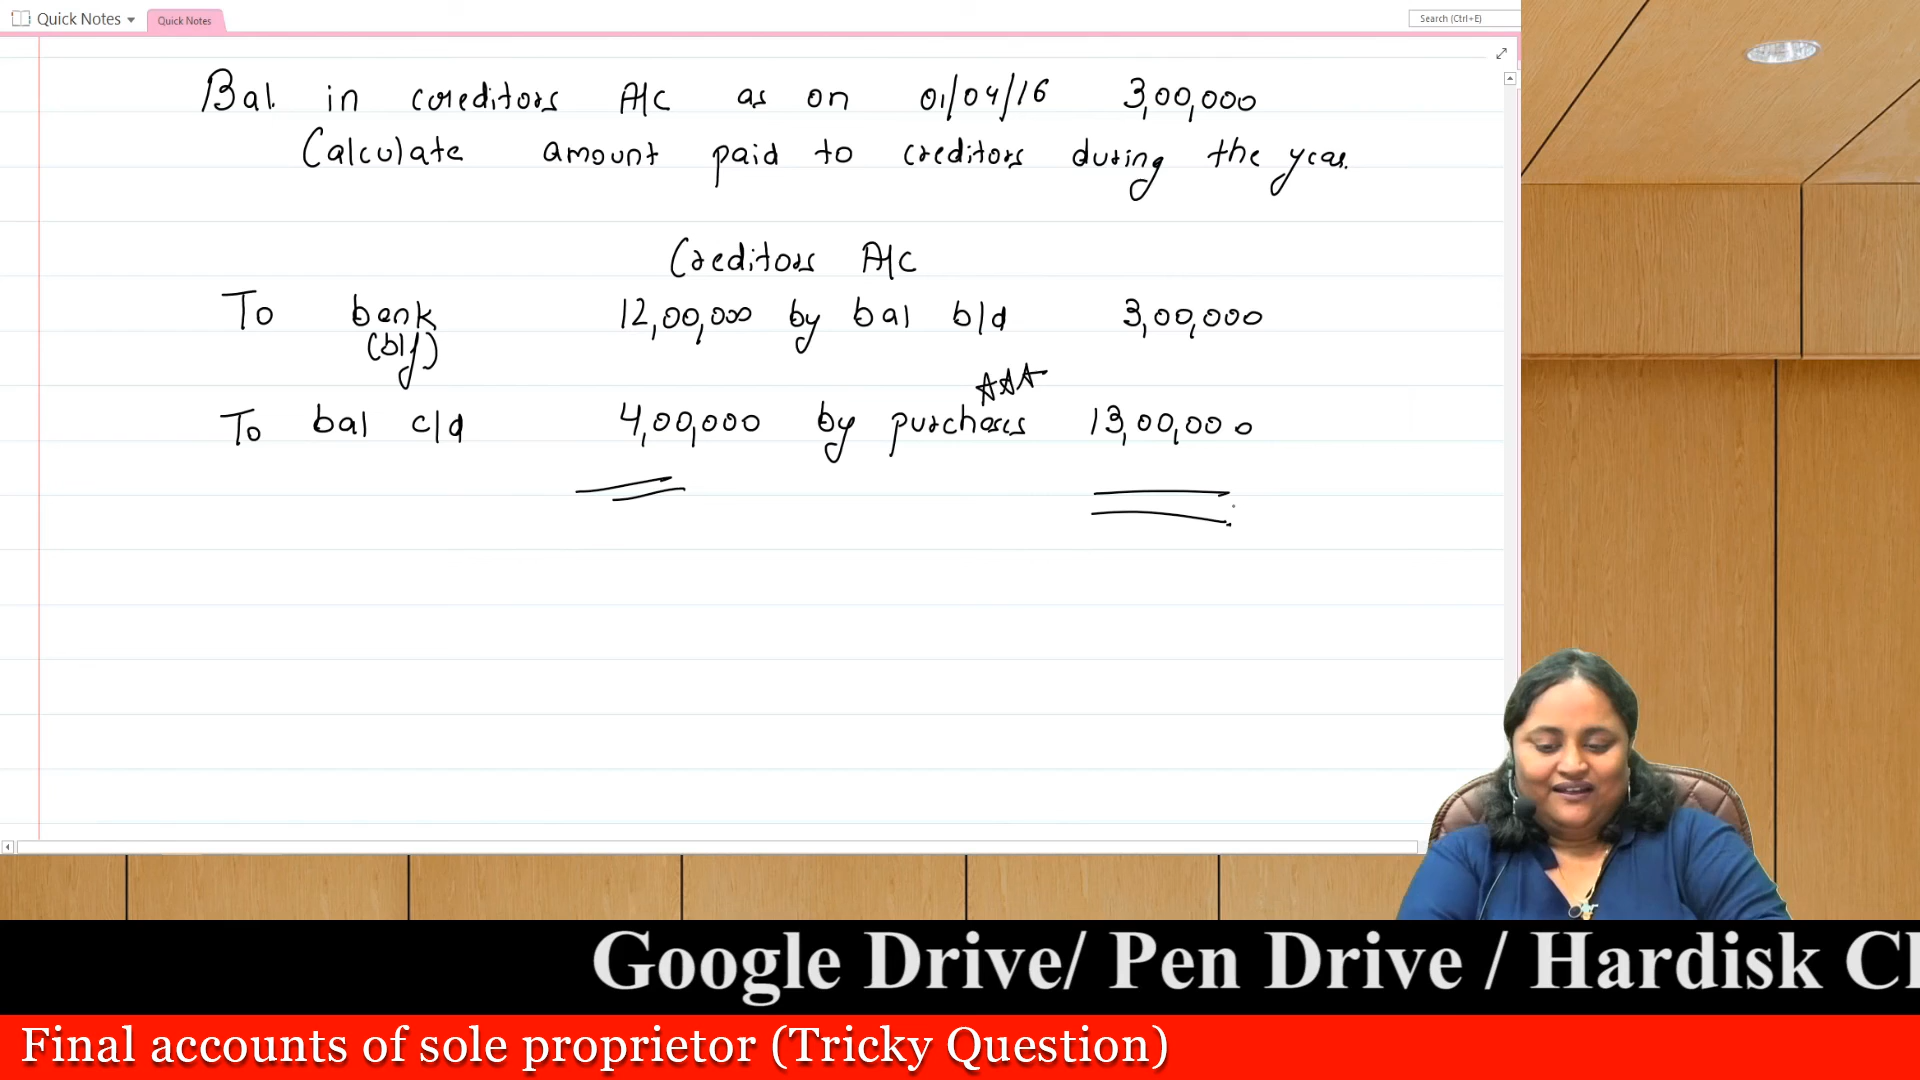 Quick Notes
Quick Notes
Search (Ctrl+E)
Bal. in creditors A/c as on 01/04/16 3,00,000
Calculate amount paid to creditors during the year.
Creditors A/c
To bank 12,00,000 by bal b/d 3,00,000
(b/f)
To bal c/d 4,00,000 by purchases 13,00,000
Google Drive/ Pen Drive / Hardisk Cl
Final accounts of sole proprietor (Tricky Question)